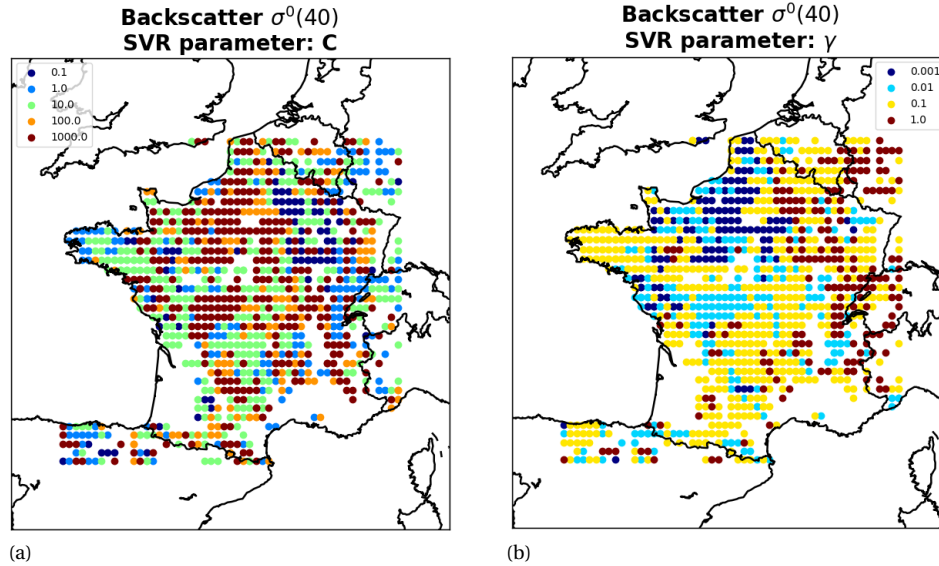 Backscatter σ⁰(40)
SVR parameter: C
0.1
1.0
10.0
100.0
1000.0
(a)
Backscatter σ⁰(40)
SVR parameter: γ
0.001
0.01
0.1
1.0
(b)